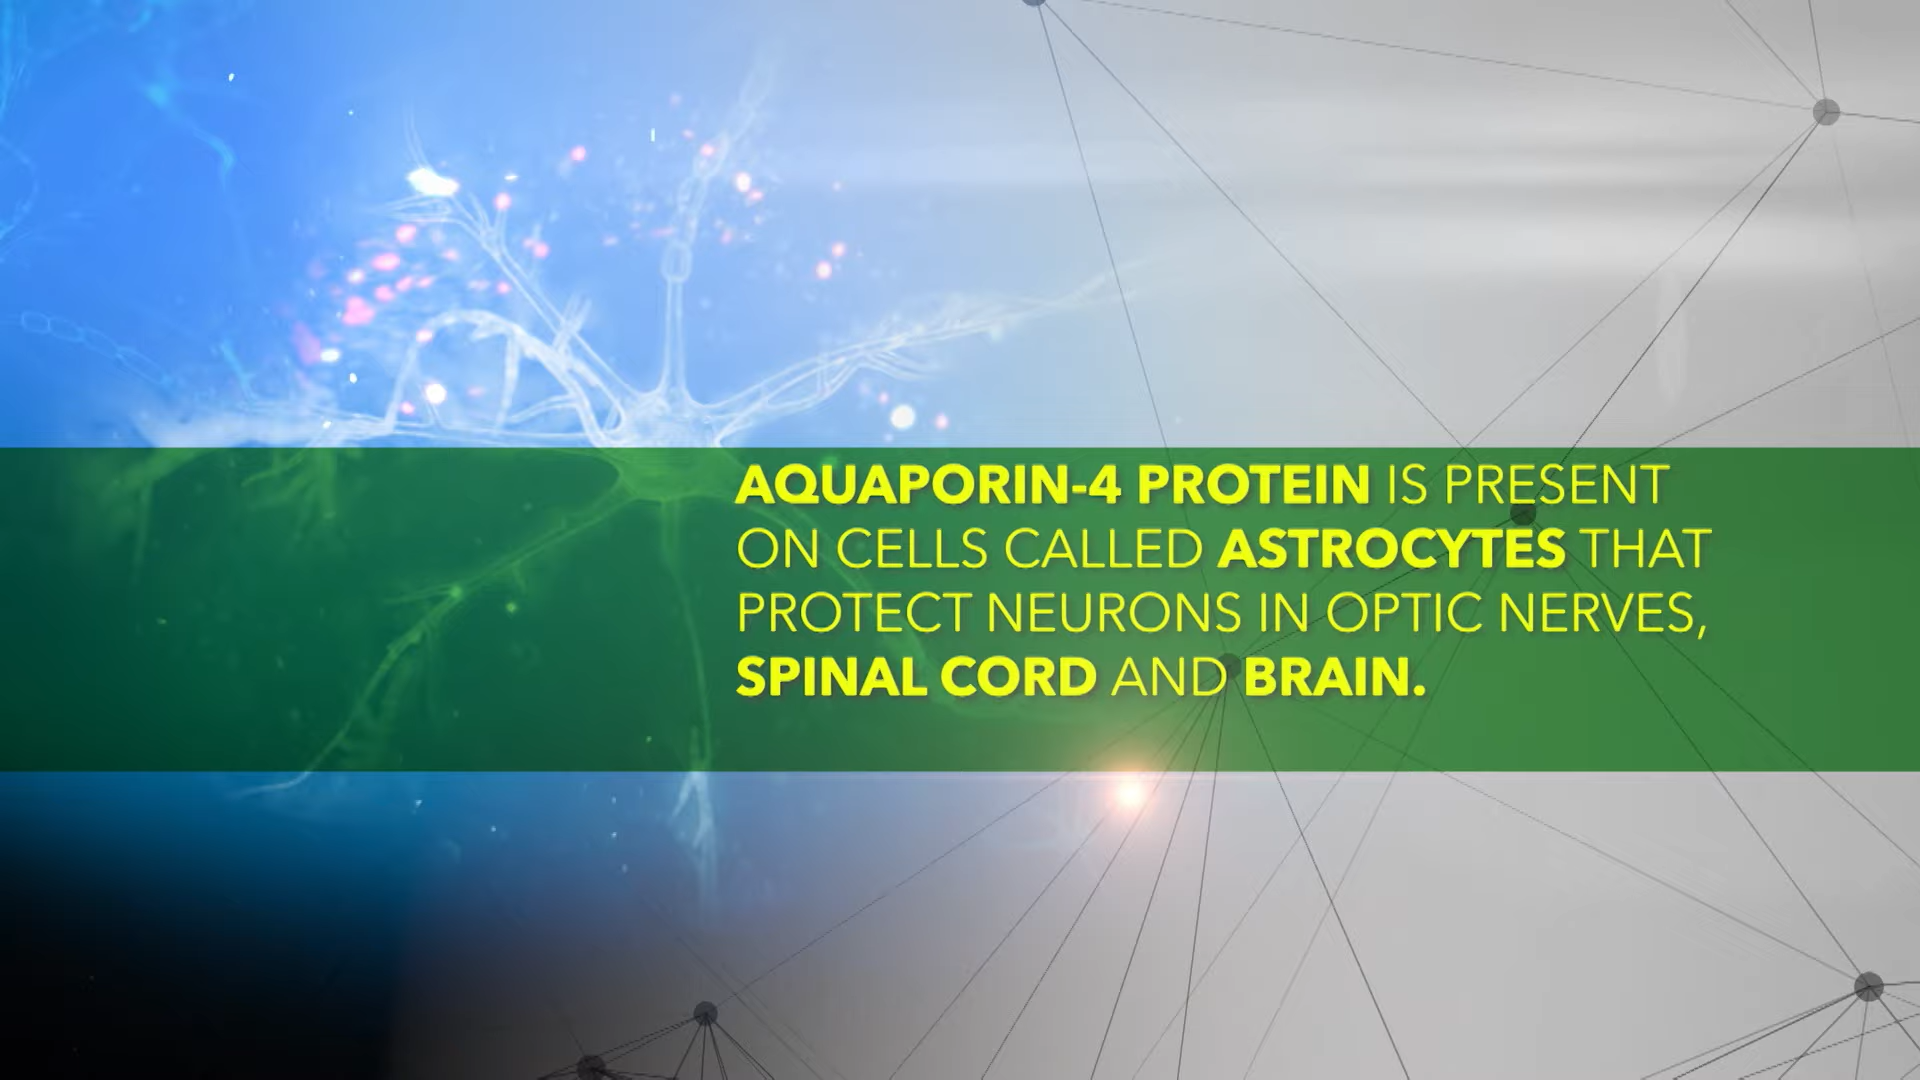 AQUAPORIN-4 PROTEIN IS PRESENT
ON CELLS CALLED ASTROCYTES THAT
PROTECT NEURONS IN OPTIC NERVES,
SPINAL CORD AND BRAIN.